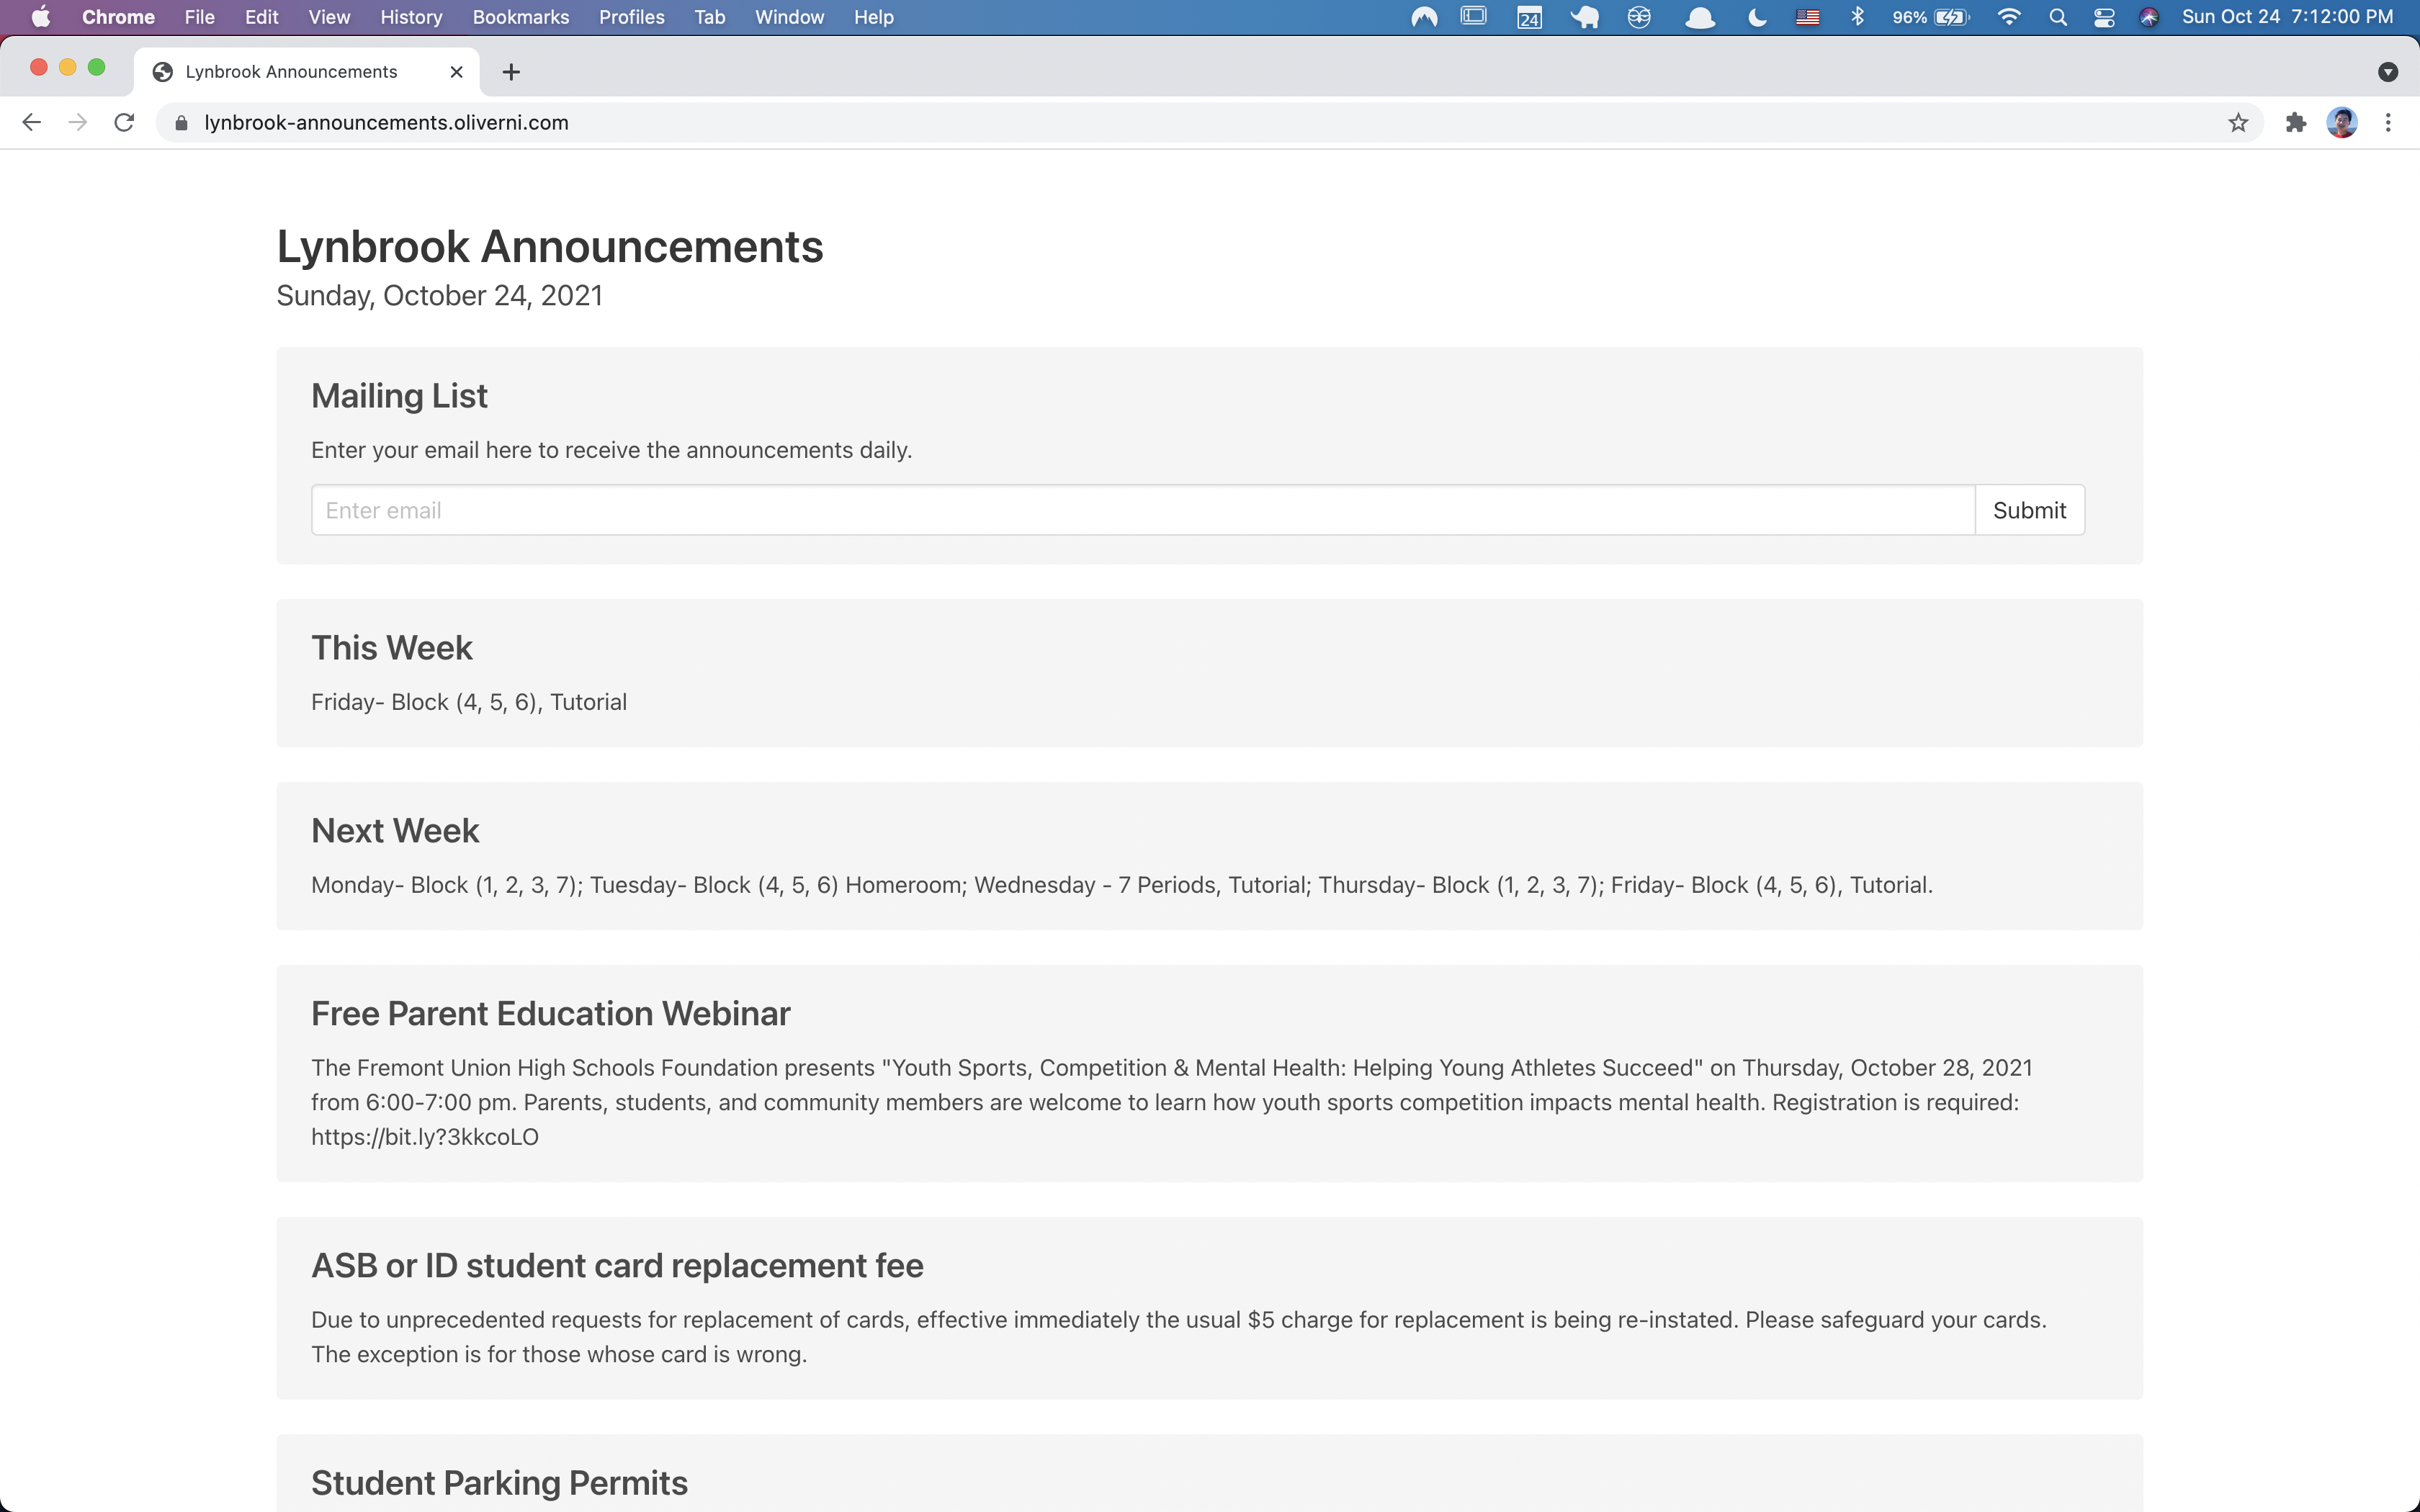 Chrome File Edit View History Bookmarks Profiles Tab Window Help 24 96% Sun Oct 24 7:12:00 PM
Lynbrook Announcements
lynbrook-announcements.oliverni.com
Lynbrook Announcements
Sunday, October 24, 2021
Mailing List
Enter your email here to receive the announcements daily.
Enter email Submit
This Week
Friday- Block (4, 5, 6), Tutorial
Next Week
Monday- Block (1, 2, 3, 7); Tuesday- Block (4, 5, 6) Homeroom; Wednesday - 7 Periods, Tutorial; Thursday- Block (1, 2, 3, 7); Friday- Block (4, 5, 6), Tutorial.
Free Parent Education Webinar
The Fremont Union High Schools Foundation presents "Youth Sports, Competition & Mental Health: Helping Young Athletes Succeed" on Thursday, October 28, 2021
from 6:00-7:00 pm. Parents, students, and community members are welcome to learn how youth sports competition impacts mental health. Registration is required:
https://bit.ly?3kkcoLO
ASB or ID student card replacement fee
Due to unprecedented requests for replacement of cards, effective immediately the usual $5 charge for replacement is being re-instated. Please safeguard your cards.
The exception is for those whose card is wrong.
Student Parking Permits